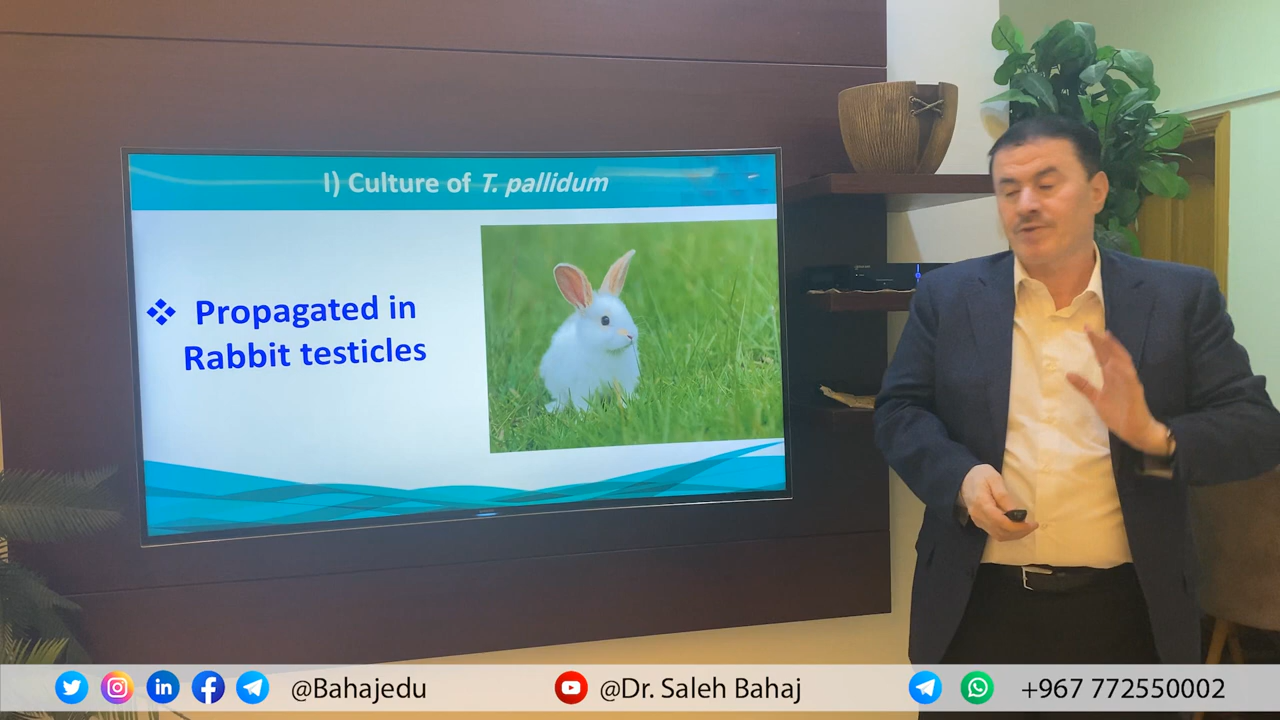 I) Culture of T. pallidum
❖ Propagated in
Rabbit testicles
@Bahajedu
@Dr. Saleh Bahaj
+967 772550002